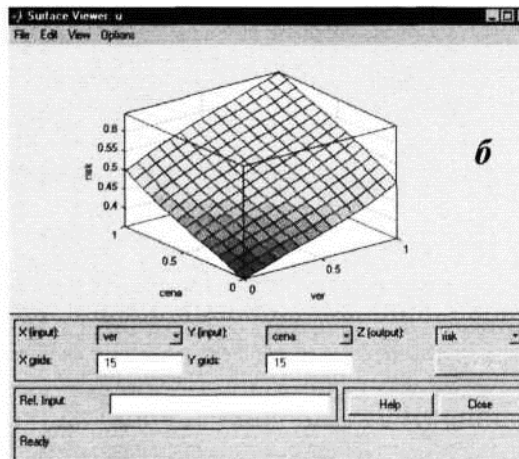 Surface Viewer: u
File Edit View Options
б
0.6
0.55
0.5
0.45
0.4
risk
1
0.5
0
cena
0
0.5
1
ver
X (input): ver Y (input): cena Z (output): risk
X grids: 15 Y grids: 15
Ref. Input:
Help Close
Ready